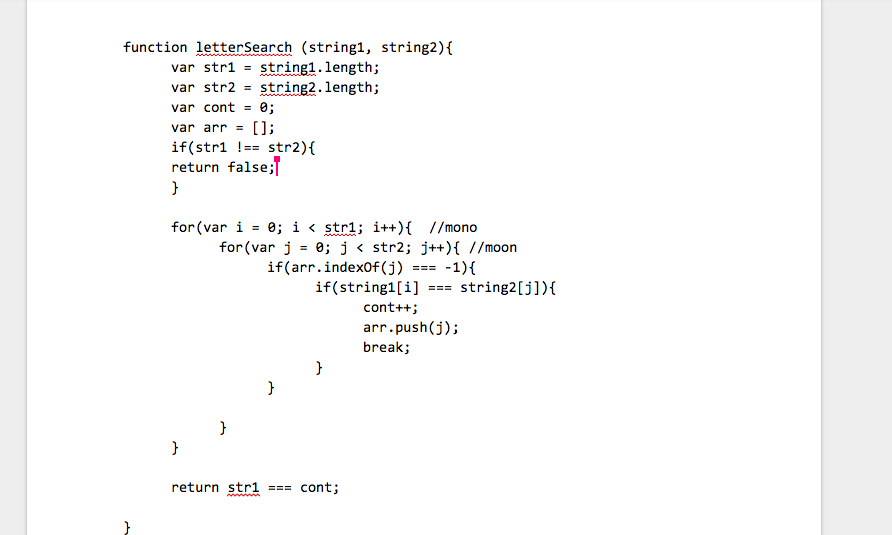 function letterSearch (string1, string2){
var str1 = string1.length;
var str2 = string2.length;
var cont = 0;
var arr = [];
if(str1 !== str2){
return false;
}
for(var i = 0; i < str1; i++){  //mono
for(var j = 0; j < str2; j++){ //moon
if(arr.indexOf(j) === -1){
if(string1[i] === string2[j]){
cont++;
arr.push(j);
break;
}
}
}
}
return str1 === cont;
}